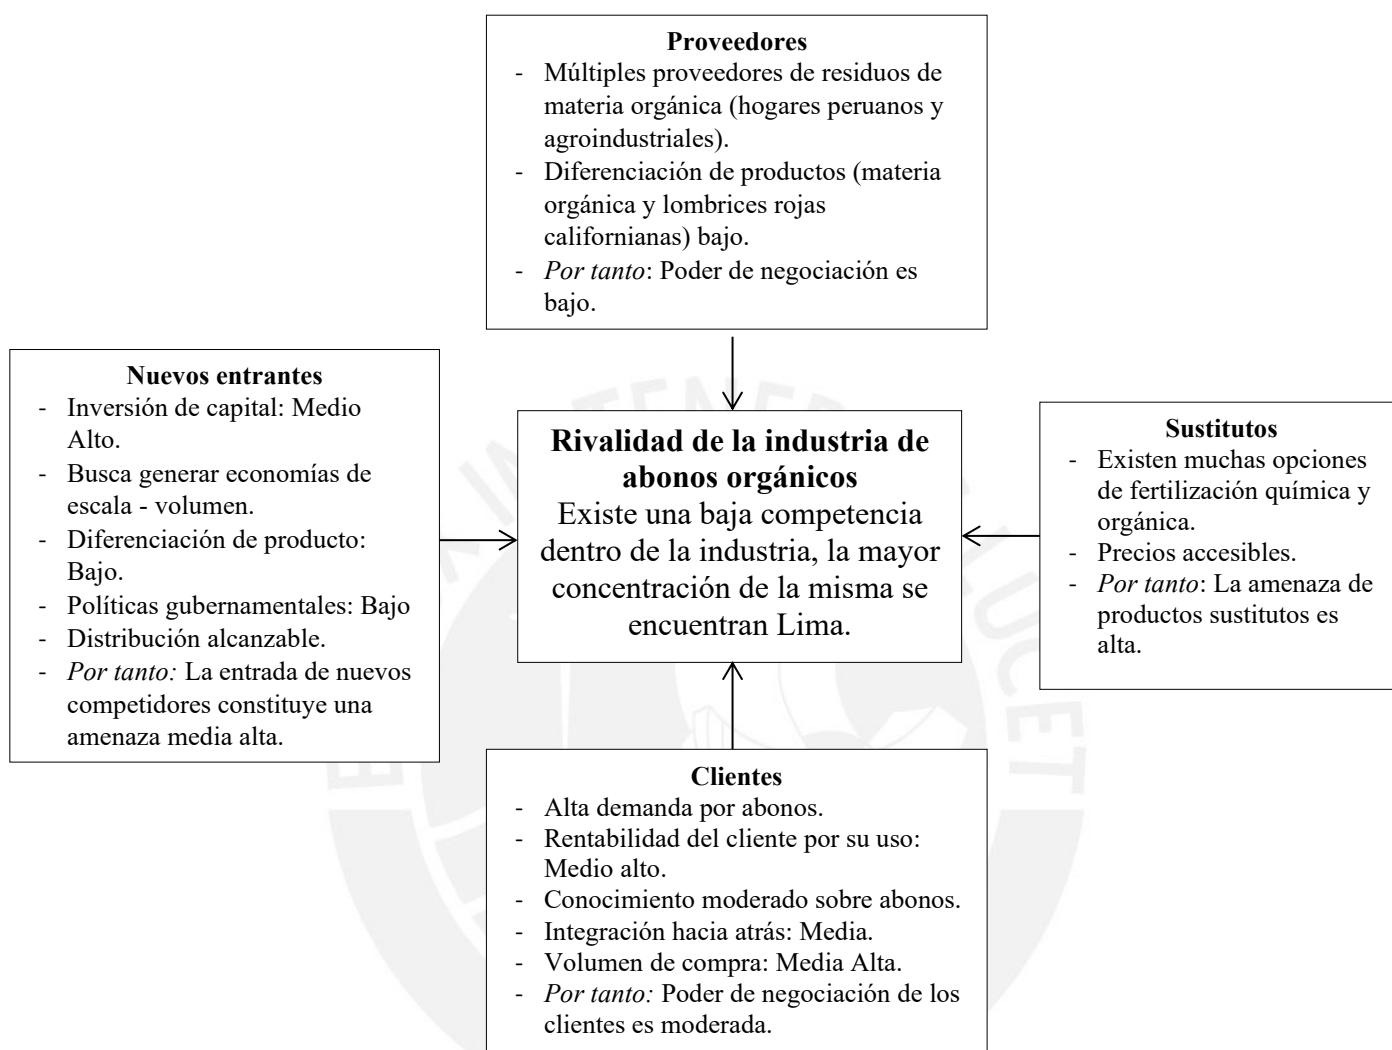 Proveedores
- Múltiples proveedores de residuos de
materia orgánica (hogares peruanos y
agroindustriales).
- Diferenciación de productos (materia
orgánica y lombrices rojas
californianas) bajo.
- Por tanto: Poder de negociación es
bajo.
Nuevos entrantes
- Inversión de capital: Medio
Alto.
- Busca generar economías de
escala - volumen.
- Diferenciación de producto:
Bajo.
- Políticas gubernamentales: Bajo
- Distribución alcanzable.
- Por tanto: La entrada de nuevos
competidores constituye una
amenaza media alta.
Rivalidad de la industria de
abonos orgánicos
Existe una baja competencia
dentro de la industria, la mayor
concentración de la misma se
encuentran Lima.
Sustitutos
- Existen muchas opciones
de fertilización química y
orgánica.
- Precios accesibles.
- Por tanto: La amenaza de
productos sustitutos es
alta.
Clientes
- Alta demanda por abonos.
- Rentabilidad del cliente por su uso:
Medio alto.
- Conocimiento moderado sobre abonos.
- Integración hacia atrás: Media.
- Volumen de compra: Media Alta.
- Por tanto: Poder de negociación de los
clientes es moderada.